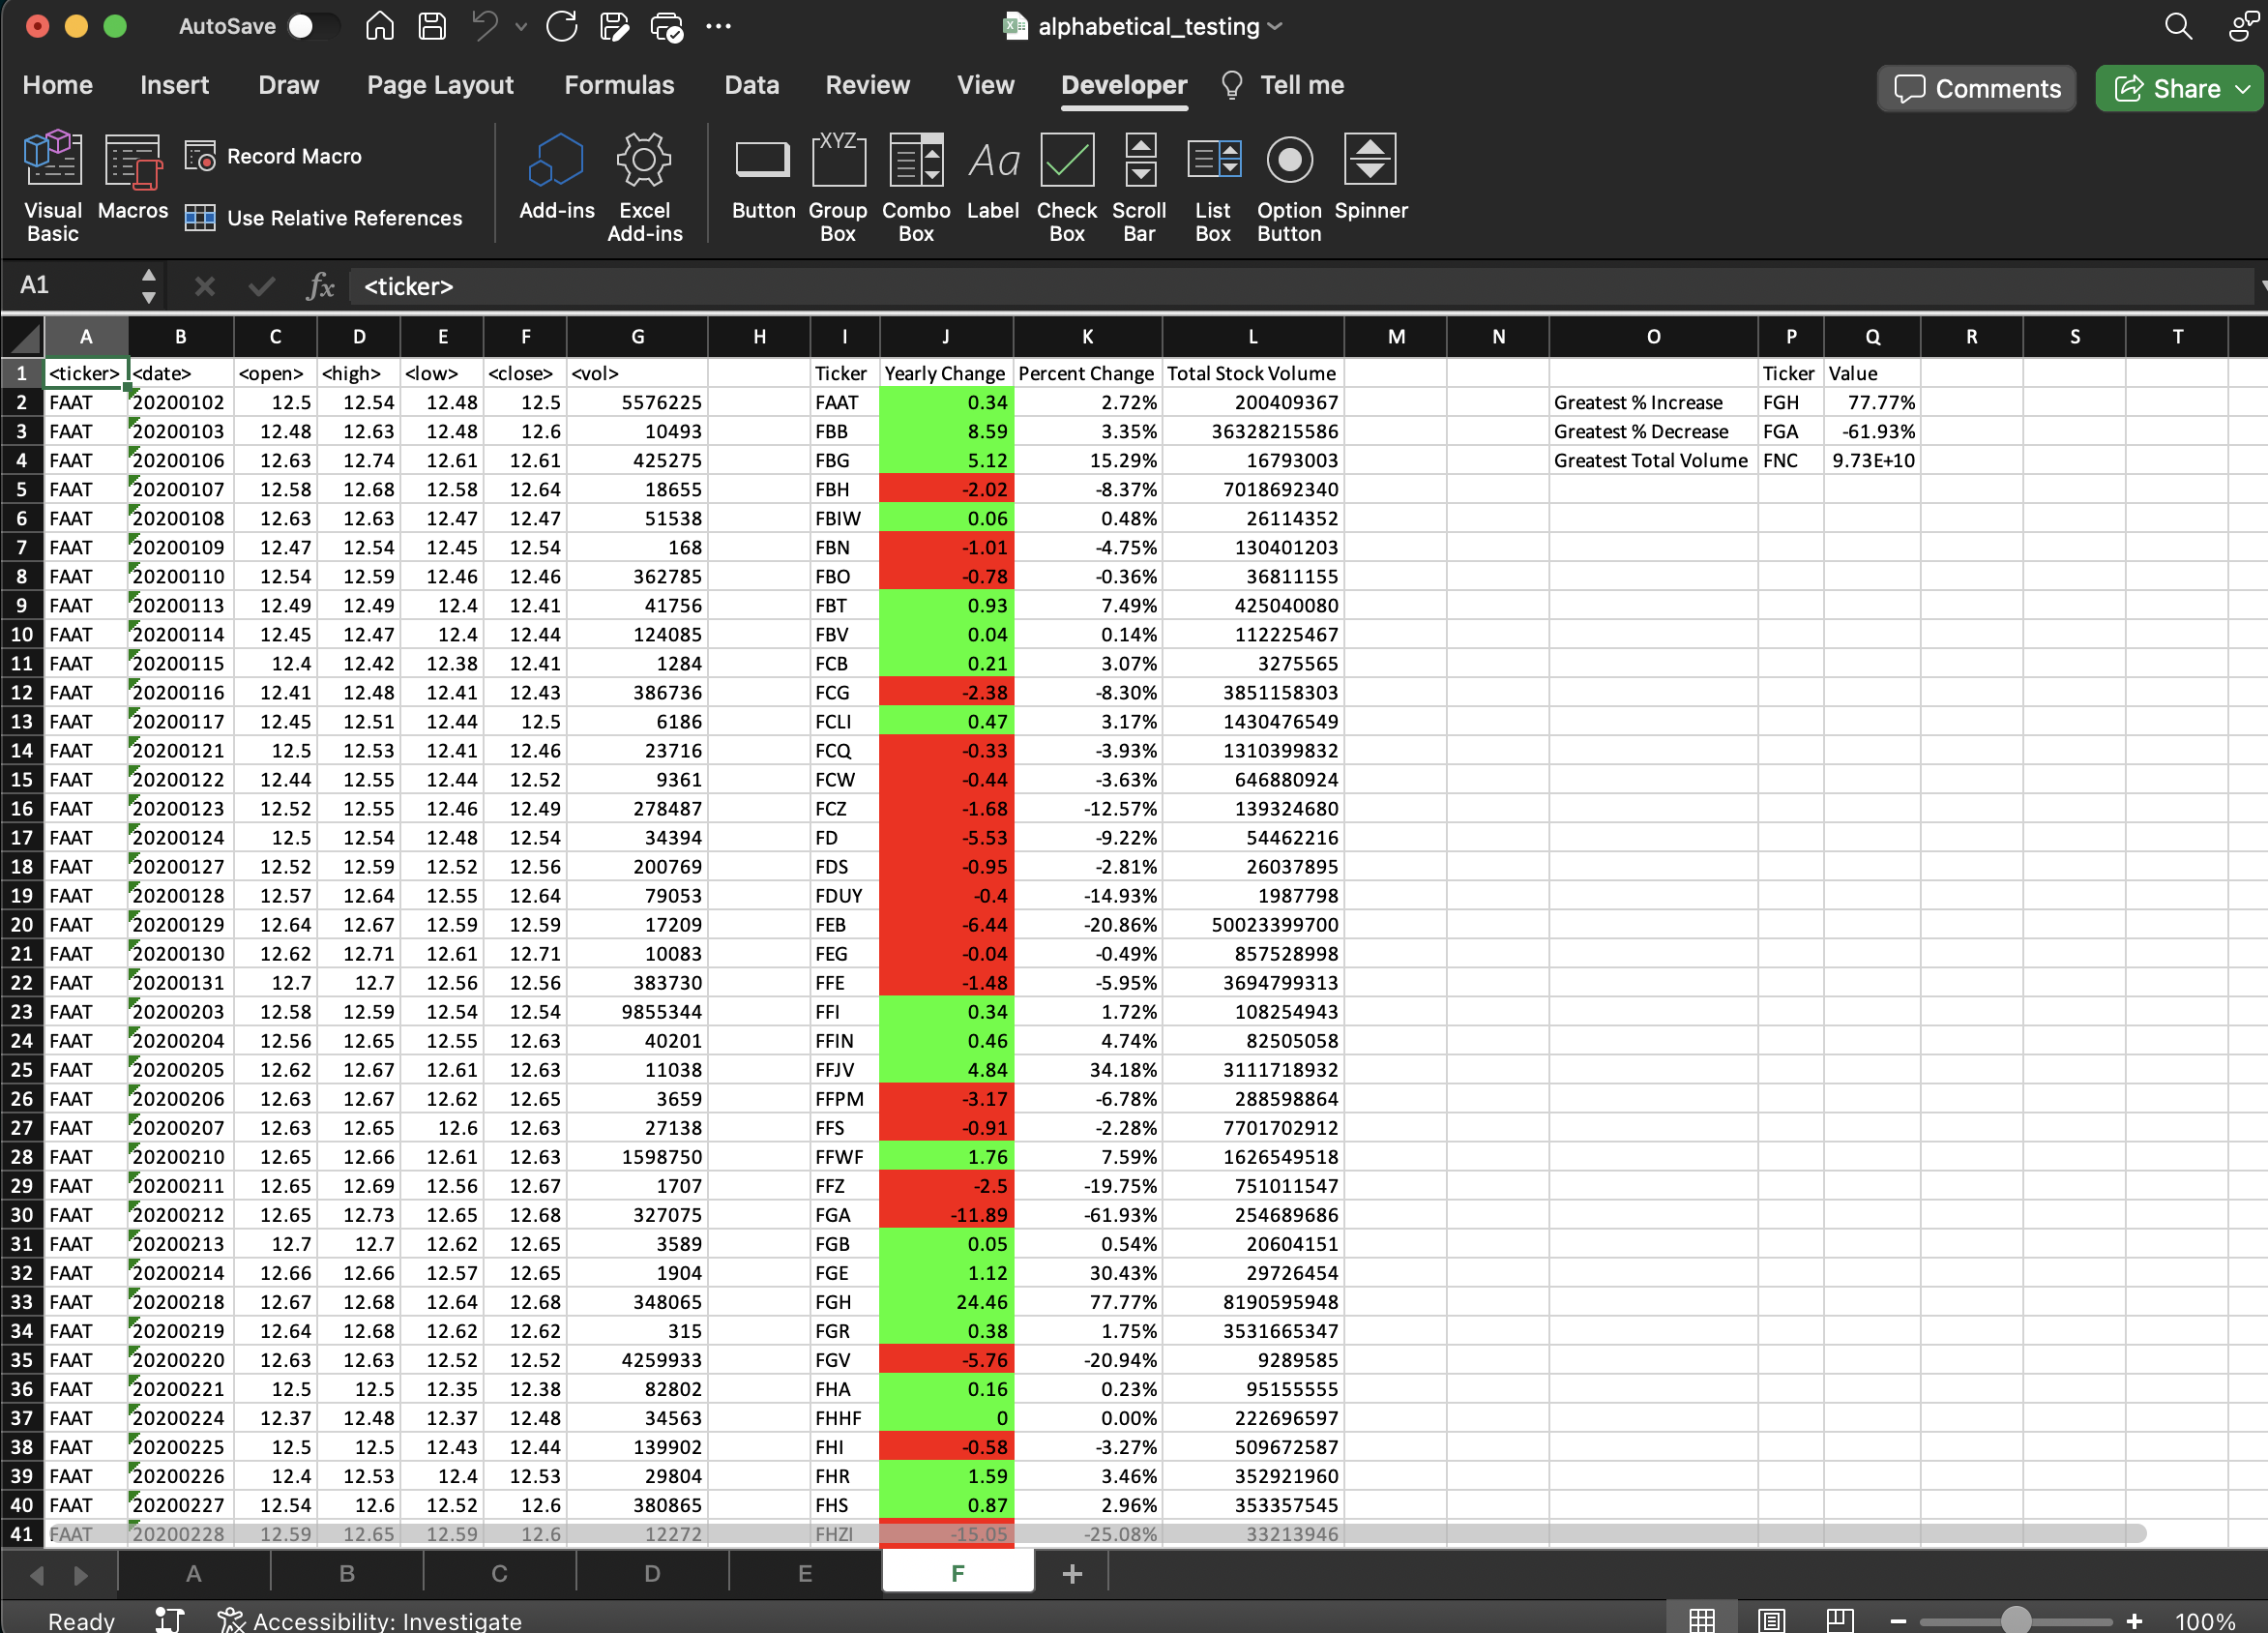 AutoSave
alphabetical_testing
Home Insert Draw Page Layout Formulas Data Review View Developer Tell me Comments Share
Visual Basic
Macros
Record Macro
Use Relative References
Add-ins
Excel Add-ins
Button
Group Box
XYZ
Combo Box
Aa
Label
Check Box
Scroll Bar
List Box
Option Button
Spinner
A1 fx <ticker>
A B C D E F G H I J K L M N O P Q R S T
1 <ticker> <date> <open> <high> <low> <close> <vol> Ticker Yearly Change Percent Change Total Stock Volume Ticker Value
2 FAAT 20200102 12.5 12.54 12.48 12.5 5576225 FAAT 0.34 2.72% 200409367 Greatest % Increase FGH 77.77%
3 FAAT 20200103 12.48 12.63 12.48 12.6 10493 FBB 8.59 3.35% 36328215586 Greatest % Decrease FGA -61.93%
4 FAAT 20200106 12.63 12.74 12.61 12.61 425275 FBG 5.12 15.29% 16793003 Greatest Total Volume FNC 9.73E+10
5 FAAT 20200107 12.58 12.68 12.58 12.64 18655 FBH -2.02 -8.37% 7018692340
6 FAAT 20200108 12.63 12.63 12.47 12.47 51538 FBIW 0.06 0.48% 26114352
7 FAAT 20200109 12.47 12.54 12.45 12.54 168 FBN -1.01 -4.75% 130401203
8 FAAT 20200110 12.54 12.59 12.46 12.46 362785 FBO -0.78 -0.36% 36811155
9 FAAT 20200113 12.49 12.49 12.4 12.41 41756 FBT 0.93 7.49% 425040080
10 FAAT 20200114 12.45 12.47 12.4 12.44 124085 FBV 0.04 0.14% 112225467
11 FAAT 20200115 12.4 12.42 12.38 12.41 1284 FCB 0.21 3.07% 3275565
12 FAAT 20200116 12.41 12.48 12.41 12.43 386736 FCG -2.38 -8.30% 3851158303
13 FAAT 20200117 12.45 12.51 12.44 12.5 6186 FCLI 0.47 3.17% 1430476549
14 FAAT 20200121 12.5 12.53 12.41 12.46 23716 FCQ -0.33 -3.93% 1310399832
15 FAAT 20200122 12.44 12.55 12.44 12.52 9361 FCW -0.44 -3.63% 646880924
16 FAAT 20200123 12.52 12.55 12.46 12.49 278487 FCZ -1.68 -12.57% 139324680
17 FAAT 20200124 12.5 12.54 12.48 12.54 34394 FD -5.53 -9.22% 54462216
18 FAAT 20200127 12.52 12.59 12.52 12.56 200769 FDS -0.95 -2.81% 26037895
19 FAAT 20200128 12.57 12.64 12.55 12.64 79053 FDUY -0.4 -14.93% 1987798
20 FAAT 20200129 12.64 12.67 12.59 12.59 17209 FEB -6.44 -20.86% 50023399700
21 FAAT 20200130 12.62 12.71 12.61 12.71 10083 FEG -0.04 -0.49% 857528998
22 FAAT 20200131 12.7 12.7 12.56 12.56 383730 FFE -1.48 -5.95% 3694799313
23 FAAT 20200203 12.58 12.59 12.54 12.54 9855344 FFI 0.34 1.72% 108254943
24 FAAT 20200204 12.56 12.65 12.55 12.63 40201 FFIN 0.46 4.74% 82505058
25 FAAT 20200205 12.62 12.67 12.61 12.63 11038 FFJV 4.84 34.18% 3111718932
26 FAAT 20200206 12.63 12.67 12.62 12.65 3659 FFPM -3.17 -6.78% 288598864
27 FAAT 20200207 12.63 12.65 12.6 12.63 27138 FFS -0.91 -2.28% 7701702912
28 FAAT 20200210 12.65 12.66 12.61 12.63 1598750 FFWF 1.76 7.59% 1626549518
29 FAAT 20200211 12.65 12.69 12.56 12.67 1707 FFZ -2.5 -19.75% 751011547
30 FAAT 20200212 12.65 12.73 12.65 12.68 327075 FGA -11.89 -61.93% 254689686
31 FAAT 20200213 12.7 12.7 12.62 12.65 3589 FGB 0.05 0.54% 20604151
32 FAAT 20200214 12.66 12.66 12.57 12.65 1904 FGE 1.12 30.43% 29726454
33 FAAT 20200218 12.67 12.68 12.64 12.68 348065 FGH 24.46 77.77% 8190595948
34 FAAT 20200219 12.64 12.68 12.62 12.62 315 FGR 0.38 1.75% 3531665347
35 FAAT 20200220 12.63 12.63 12.52 12.52 4259933 FGV -5.76 -20.94% 9289585
36 FAAT 20200221 12.5 12.5 12.35 12.38 82802 FHA 0.16 0.23% 95155555
37 FAAT 20200224 12.37 12.48 12.37 12.48 34563 FHHF 0 0.00% 222696597
38 FAAT 20200225 12.5 12.5 12.43 12.44 139902 FHI -0.58 -3.27% 509672587
39 FAAT 20200226 12.4 12.53 12.4 12.53 29804 FHR 1.59 3.46% 352921960
40 FAAT 20200227 12.54 12.6 12.52 12.6 380865 FHS 0.87 2.96% 353357545
41 FAAT 20200228 12.59 12.65 12.59 12.6 12272 FHZI -15.05 -25.08% 33213946
A B C D E F +
Ready Accessibility: Investigate 100%